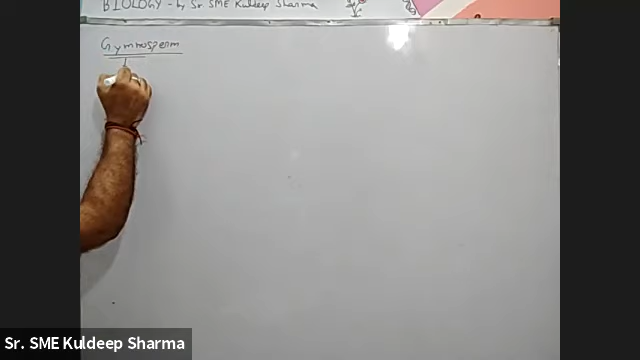 BIOLOGY - by Sr. SME Kuldeep Sharma
Gymnosperm
Sr. SME Kuldeep Sharma